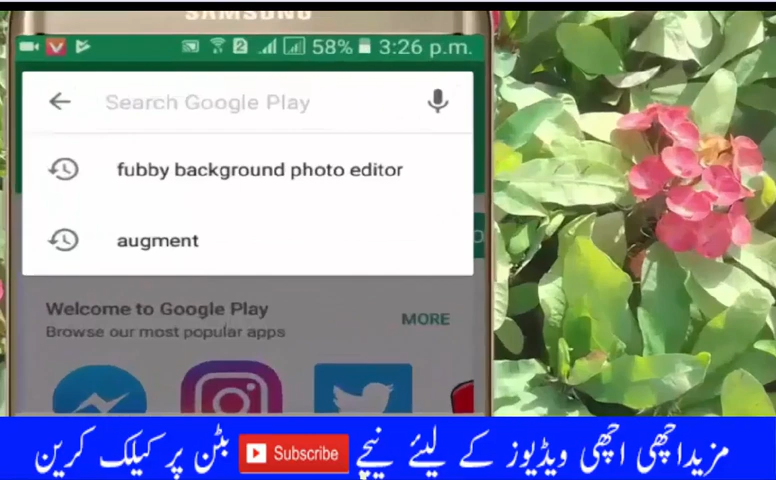 SAMSUNG
2 58% 3:26 p.m.
Search Google Play
fubby background photo editor
augment
Welcome to Google Play
MORE
Browse our most popular apps
مزید اچھی اچھی ویڈیوز کے لیئے نیچے Subscribe بٹن پر کیلک کریں